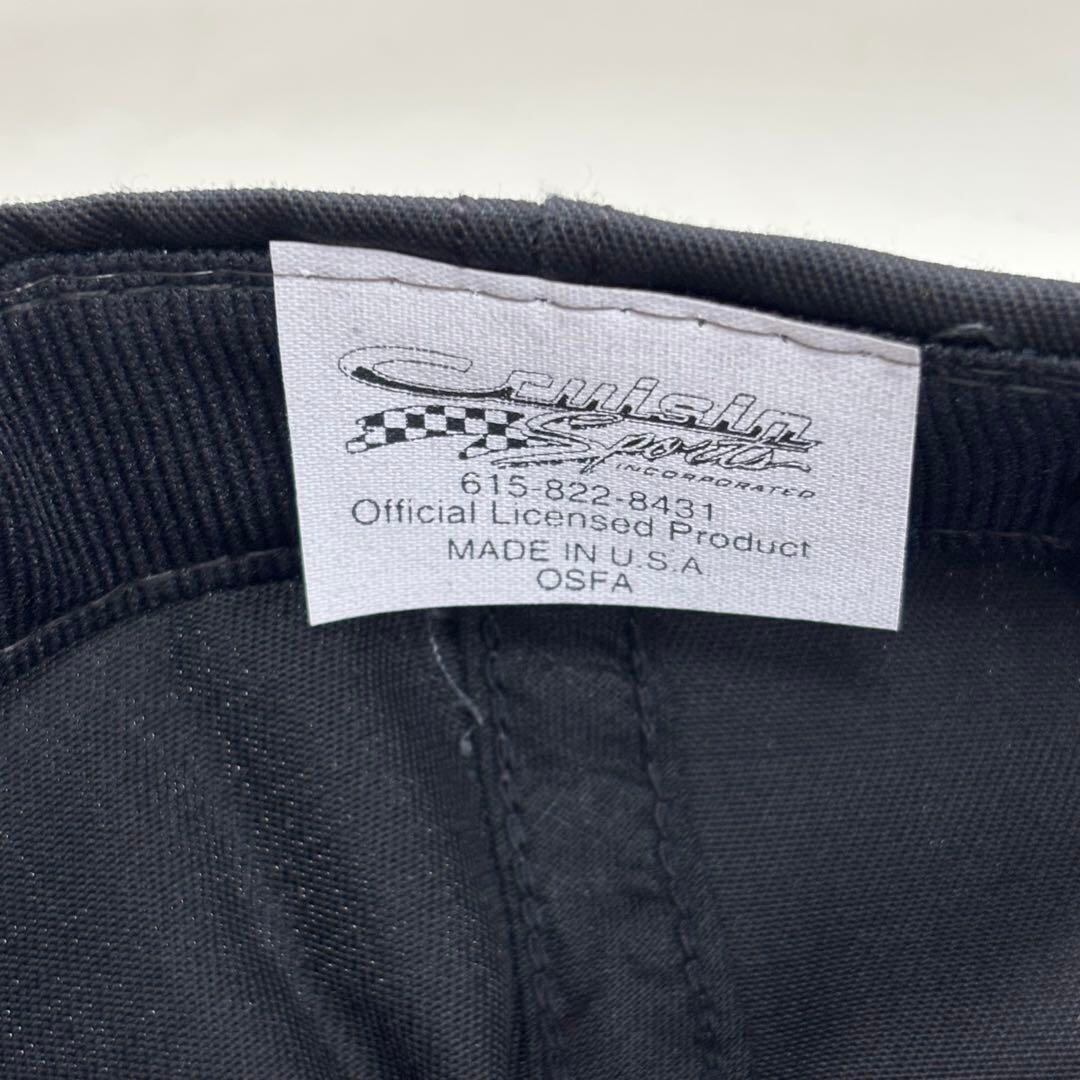 Cruisin
Sports
INCORPORATED
615-822-8431
Official Licensed Product
MADE IN U.S.A
OSFA